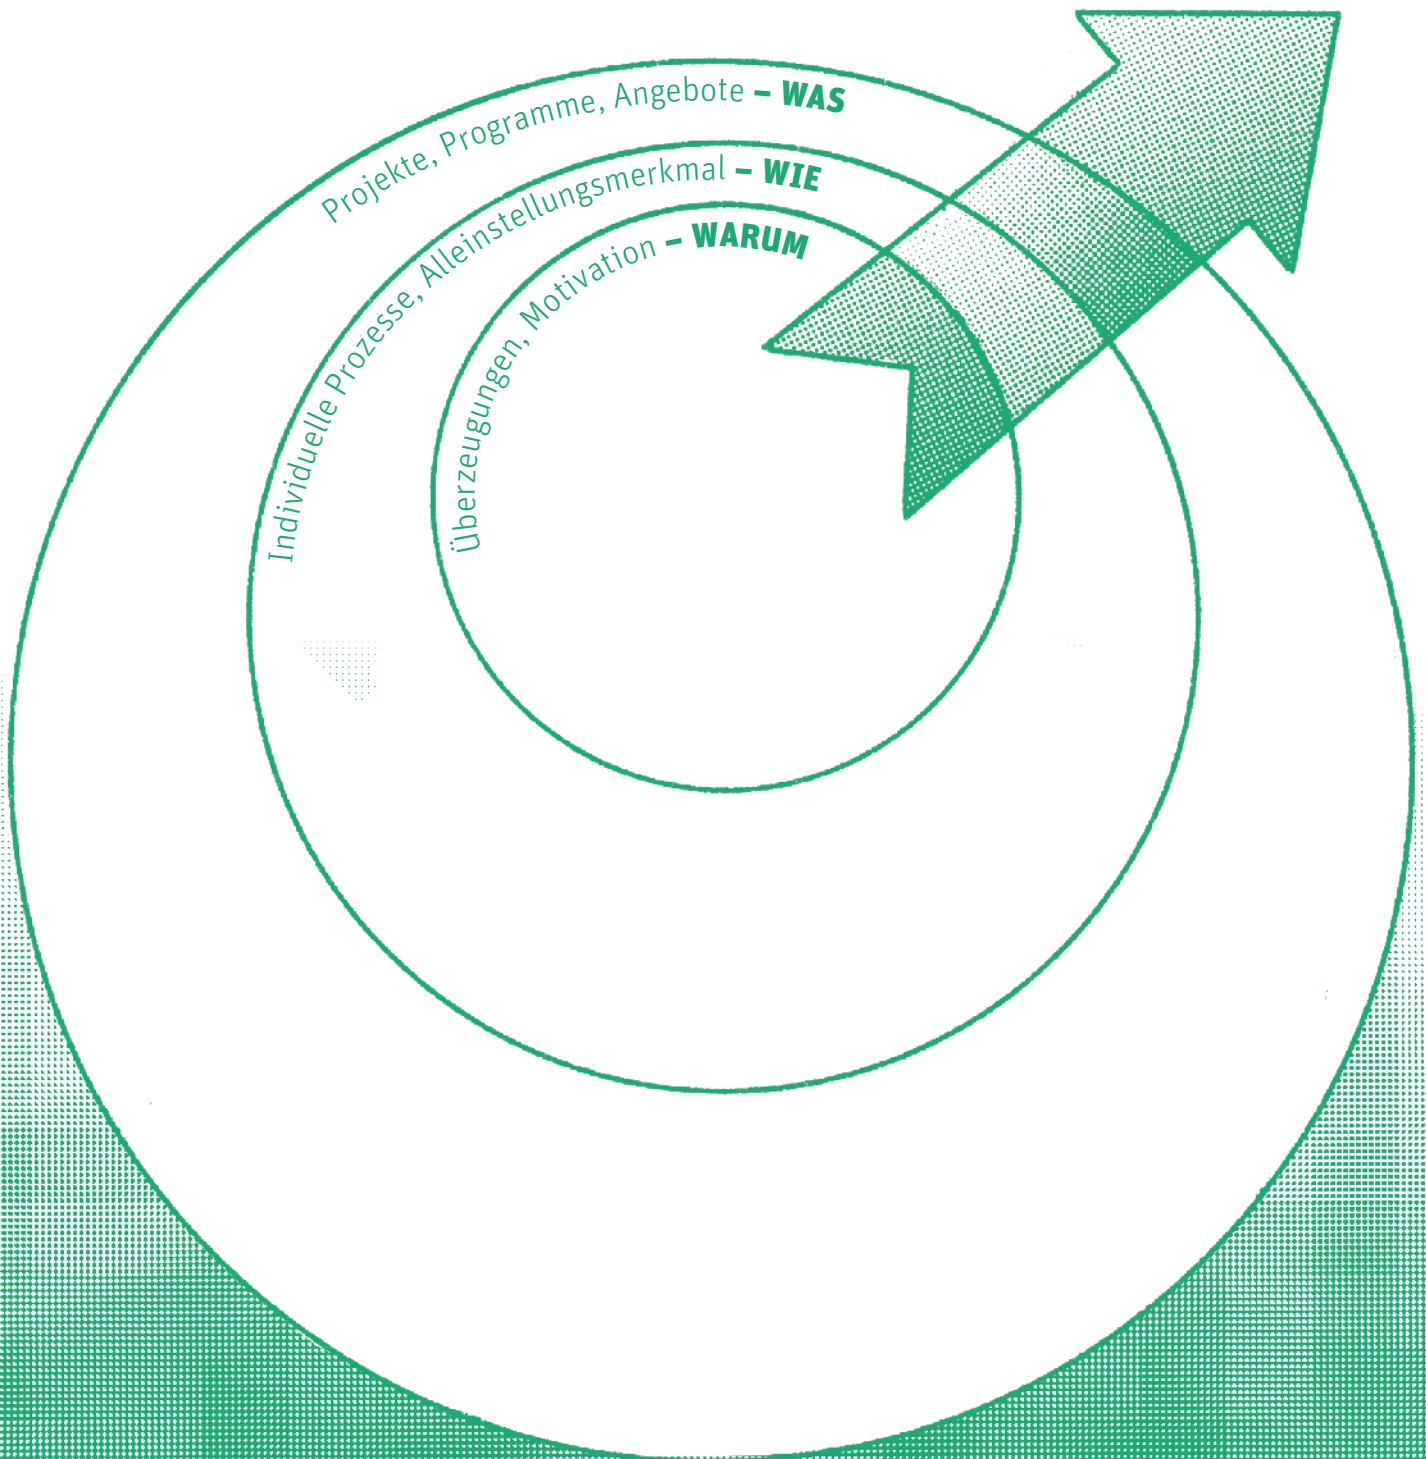 Projekte, Programme, Angebote – WAS
Individuelle Prozesse, Alleinstellungsmerkmal – WIE
Überzeugungen, Motivation – WARUM